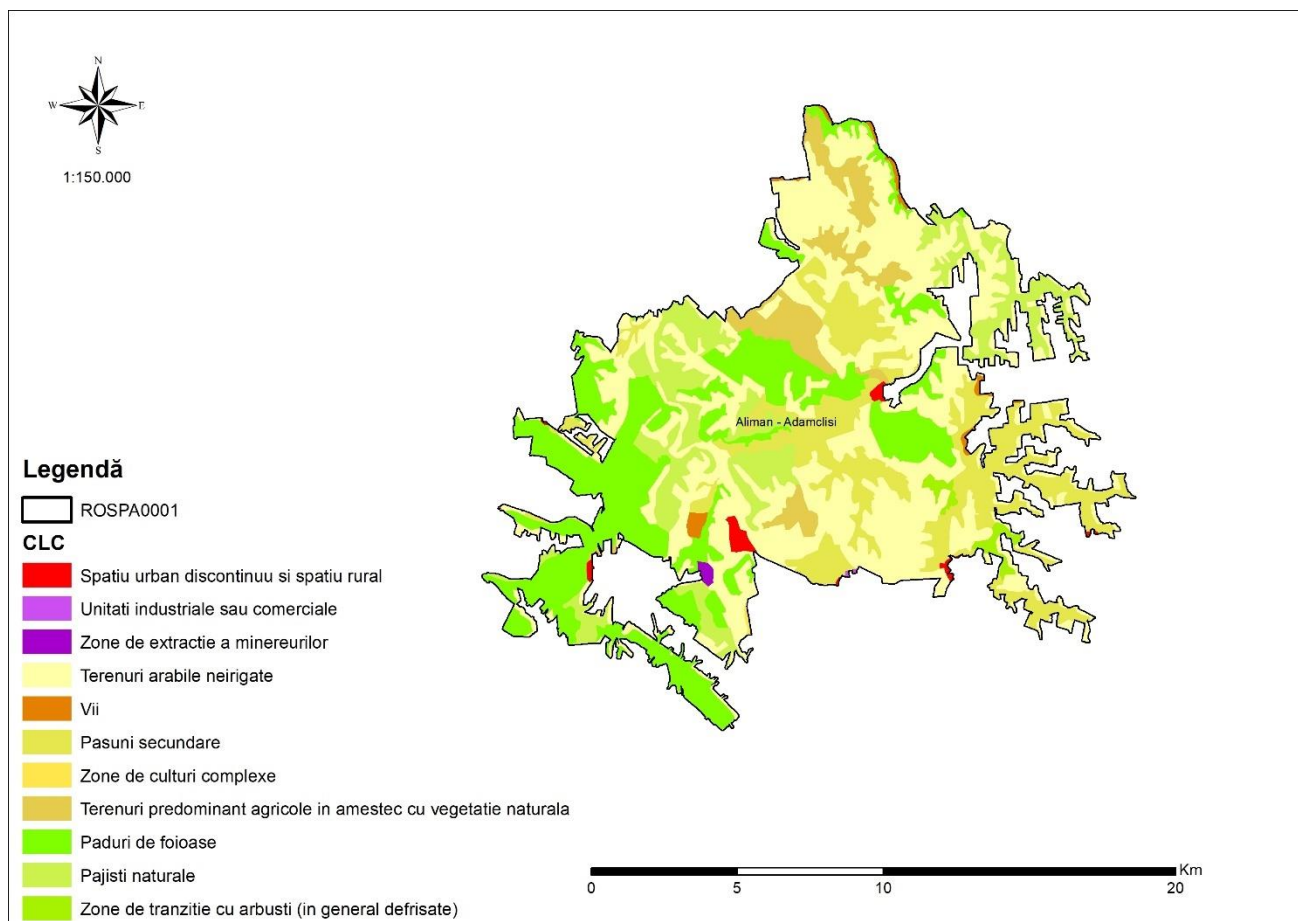 N
W E
S
1:150.000
Aliman - Adamclisi
Legendă
ROSPA0001
CLC
Spatiu urban discontinuu si spatiu rural
Unitati industriale sau comerciale
Zone de extractie a minereurilor
Terenuri arabile neirigate
Vii
Pasuni secundare
Zone de culturi complexe
Terenuri predominant agricole in amestec cu vegetatie naturala
Paduri de foioase
Pajisti naturale
Zone de tranzitie cu arbusti (in general defrisate)
Km
0 5 10 20